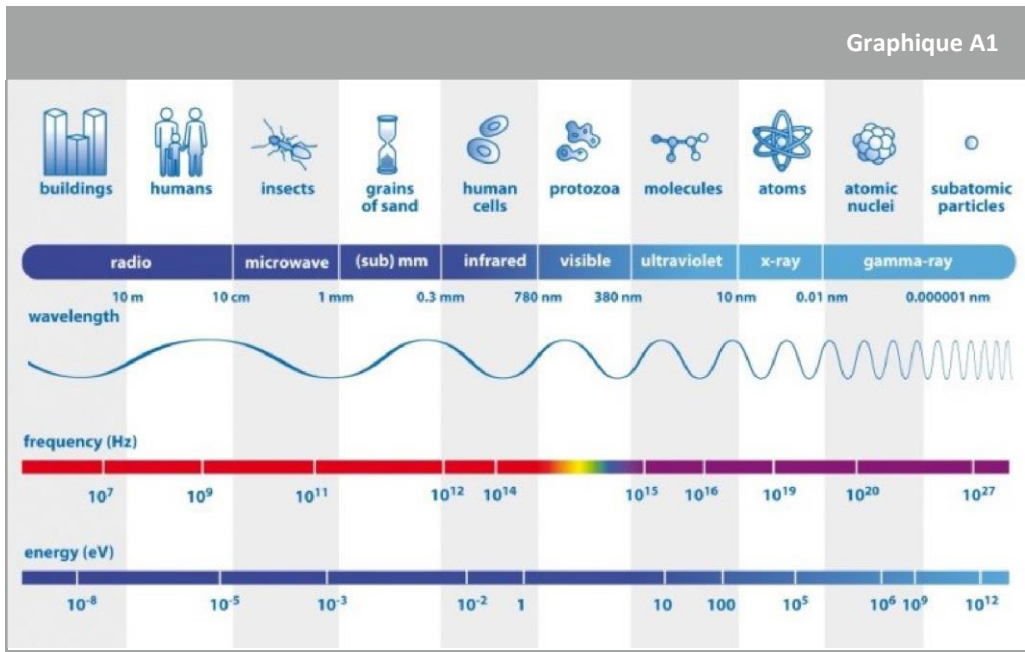 Graphique A1
buildings humans insects grains of sand human cells protozoa molecules atoms atomic nuclei subatomic particles
radio microwave (sub) mm infrared visible ultraviolet x-ray gamma-ray
10 m 10 cm 1 mm 0.3 mm 780 nm 380 nm 10 nm 0.01 nm 0.000001 nm
wavelength
frequency (Hz)
10⁷ 10⁹ 10¹¹ 10¹² 10¹⁴ 10¹⁵ 10¹⁶ 10¹⁹ 10²⁰ 10²⁷
energy (eV)
10⁻⁸ 10⁻⁵ 10⁻³ 10⁻² 1 10 100 10⁵ 10⁶ 10⁹ 10¹²